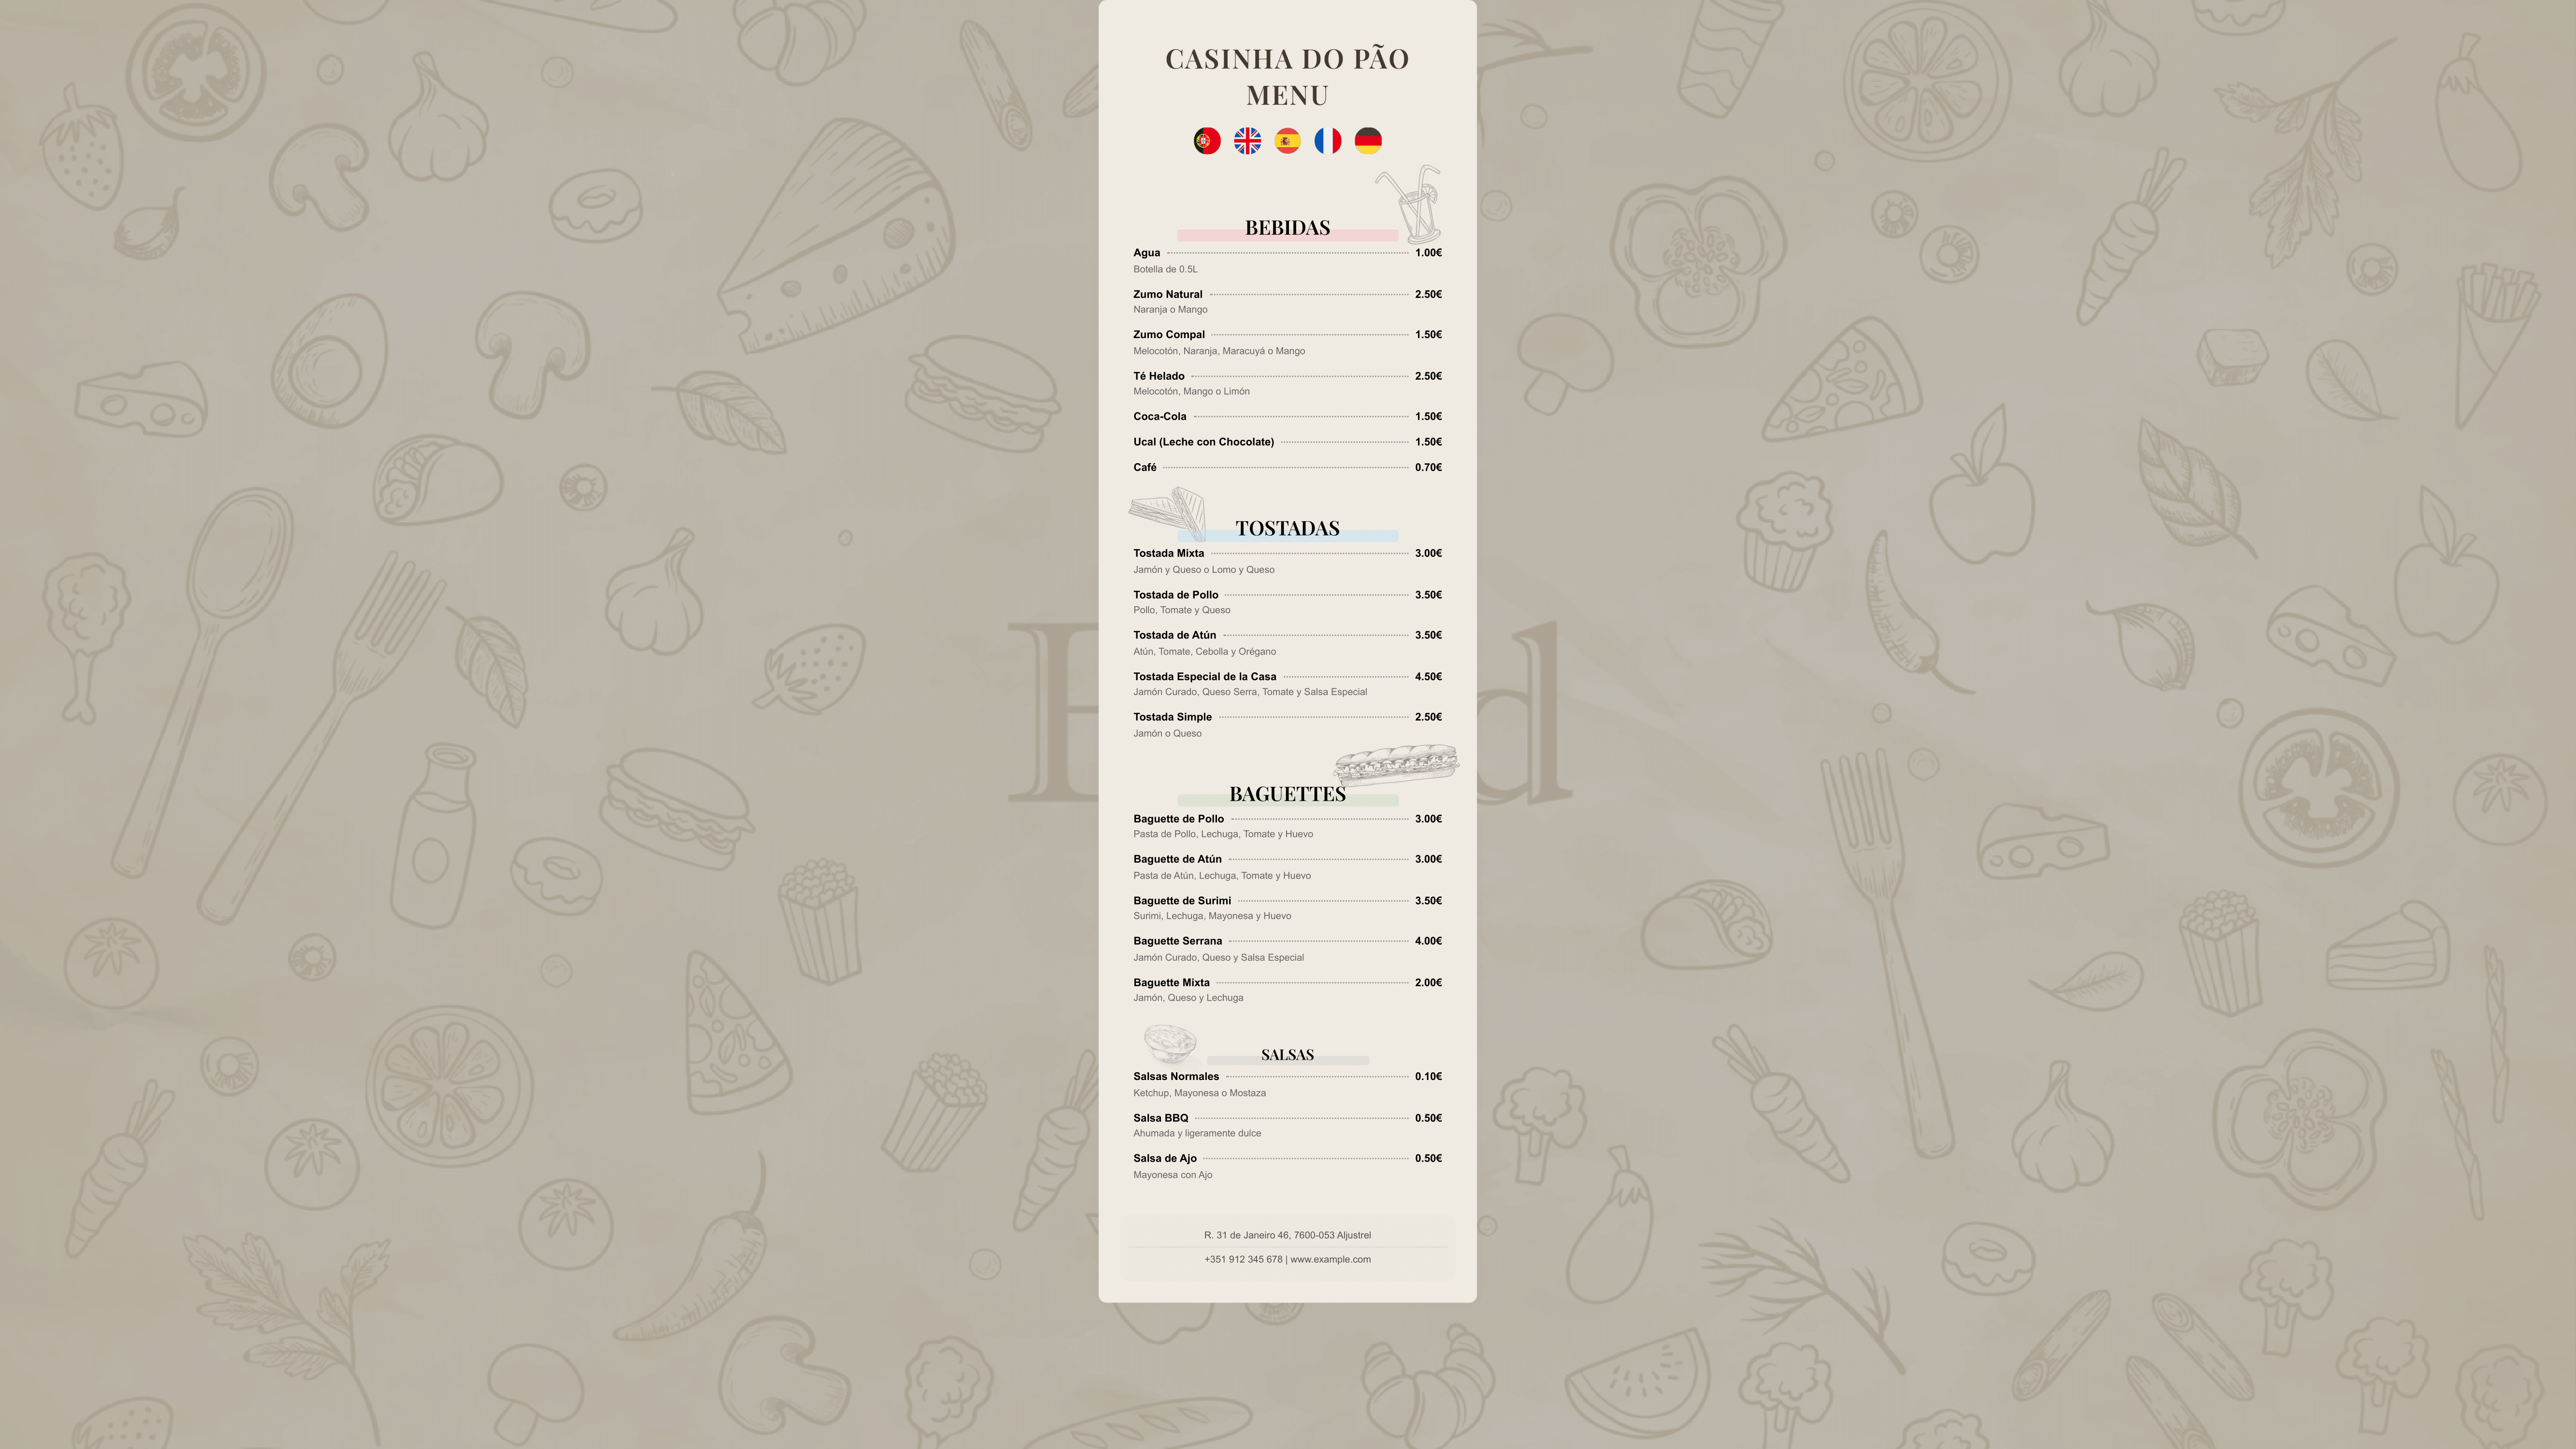 CASINHA DO PÃO
MENU
BEBIDAS
Agua 1.00€
Botella de 0.5L
Zumo Natural 2.50€
Naranja o Mango
Zumo Compal 1.50€
Melocotón, Naranja, Maracuyá o Mango
Té Helado 2.50€
Melocotón, Mango o Limón
Coca-Cola 1.50€
Ucal (Leche con Chocolate) 1.50€
Café 0.70€
TOSTADAS
Tostada Mixta 3.00€
Jamón y Queso o Lomo y Queso
Tostada de Pollo 3.50€
Pollo, Tomate y Queso
Tostada de Atún 3.50€
Atún, Tomate, Cebolla y Orégano
Tostada Especial de la Casa 4.50€
Jamón Curado, Queso Serra, Tomate y Salsa Especial
Tostada Simple 2.50€
Jamón o Queso
BAGUETTES
Baguette de Pollo 3.00€
Pasta de Pollo, Lechuga, Tomate y Huevo
Baguette de Atún 3.00€
Pasta de Atún, Lechuga, Tomate y Huevo
Baguette de Surimi 3.50€
Surimi, Lechuga, Mayonesa y Huevo
Baguette Serrana 4.00€
Jamón Curado, Queso y Salsa Especial
Baguette Mixta 2.00€
Jamón, Queso y Lechuga
SALSAS
Salsas Normales 0.10€
Ketchup, Mayonesa o Mostaza
Salsa BBQ 0.50€
Ahumada y ligeramente dulce
Salsa de Ajo 0.50€
Mayonesa con Ajo
R. 31 de Janeiro 46, 7600-053 Aljustrel
+351 912 345 678 | www.example.com